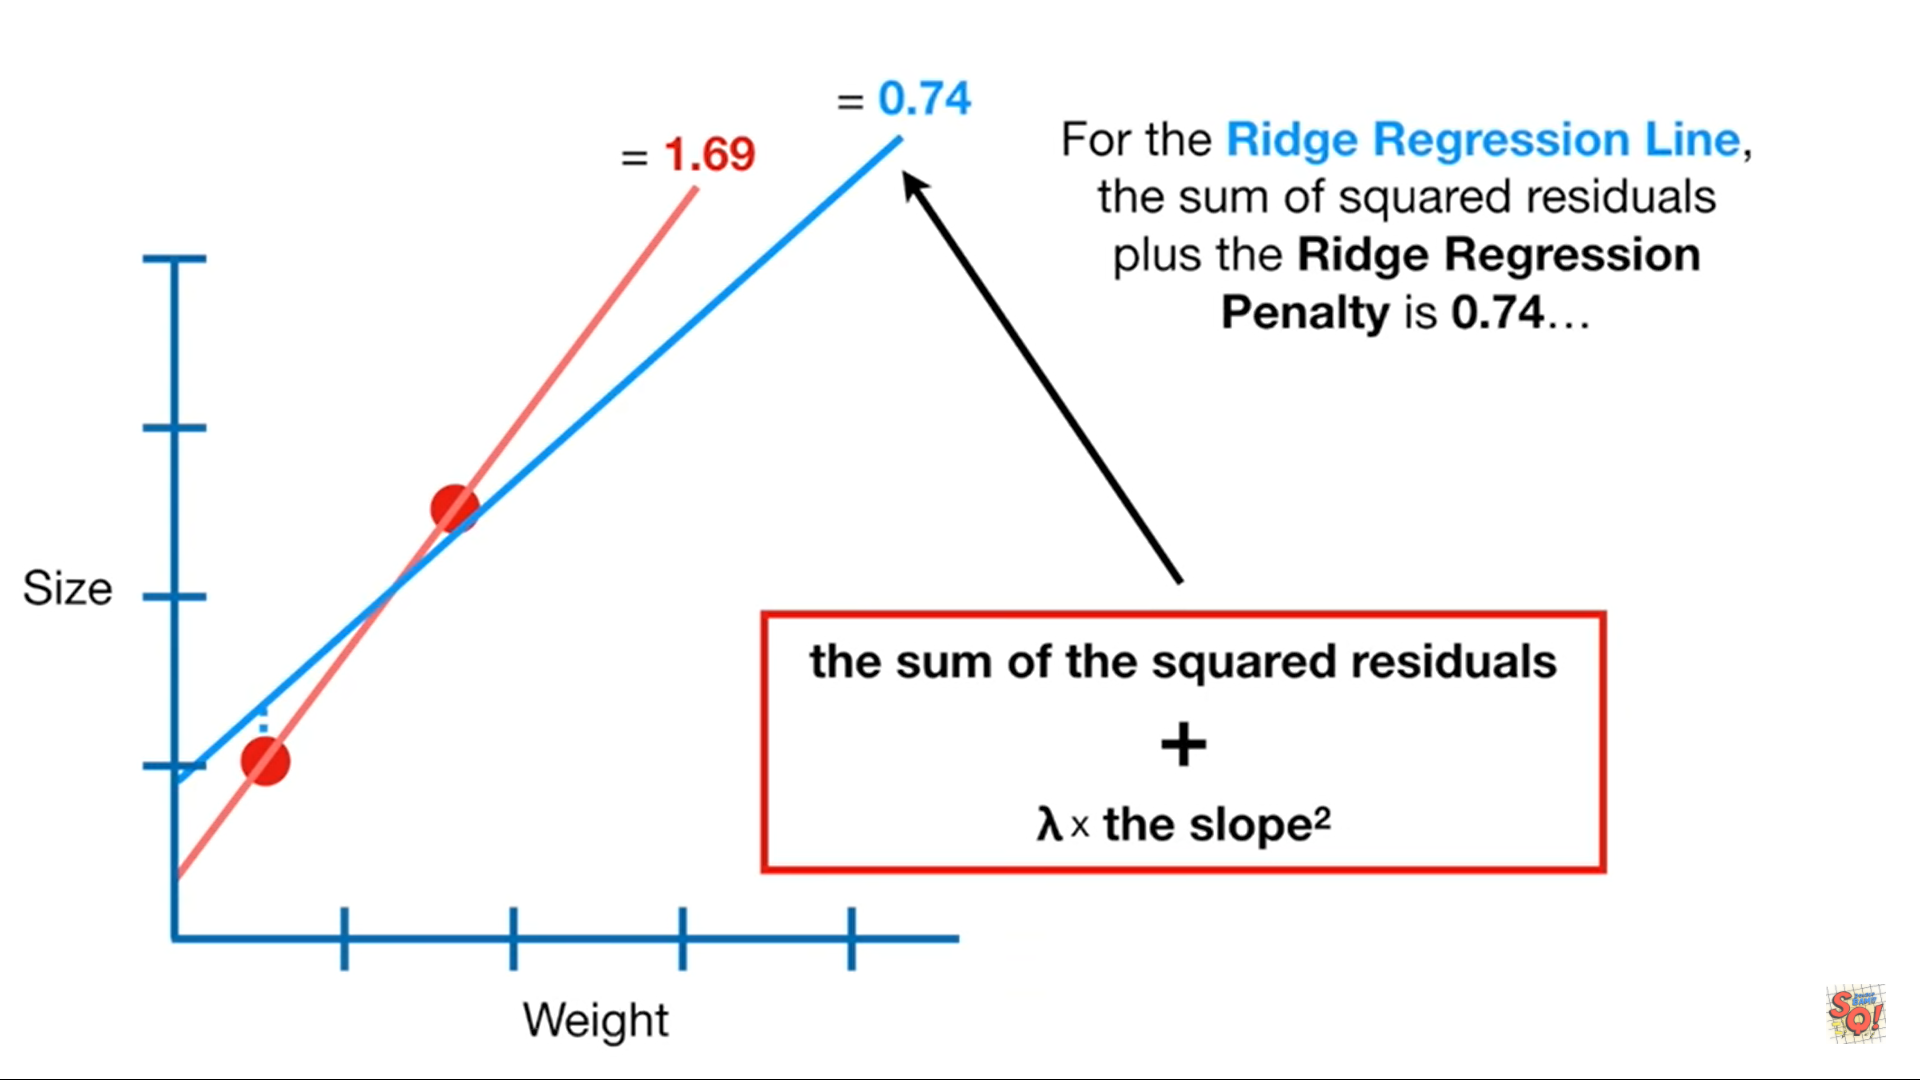 = 0.74
= 1.69
For the Ridge Regression Line,
the sum of squared residuals
plus the Ridge Regression
Penalty is 0.74…
Size
the sum of the squared residuals
+
λ x the slope²
Weight
SQ!